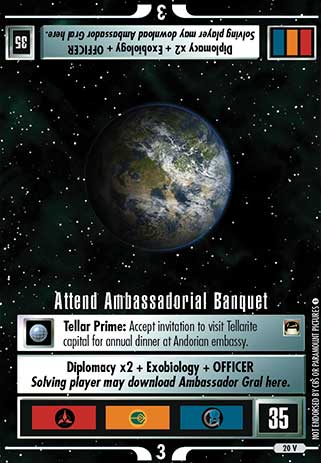 3
35
Diplomacy x2 + Exobiology + OFFICER
Solving player may download Ambassador Gral here.
Attend Ambassadorial Banquet
Tellar Prime: Accept invitation to visit Tellarite
capital for annual dinner at Andorian embassy.
Diplomacy x2 + Exobiology + OFFICER
Solving player may download Ambassador Gral here.
35
NOT ENDORSED BY CBS OR PARAMOUNT PICTURES
3
20 V